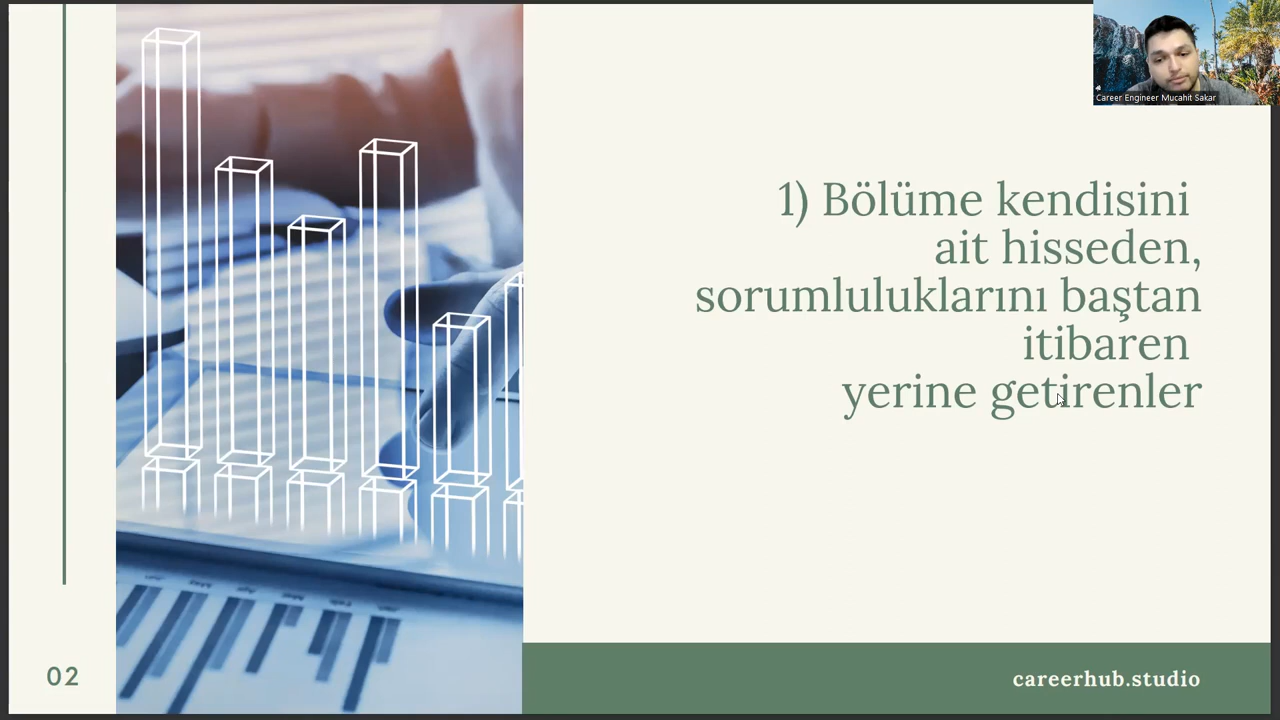 Career Engineer Mucahit Sakar
1) Bölüme kendisini
ait hisseden,
sorumluluklarını baştan
itibaren
yerine getirenler
02
careerhub.studio